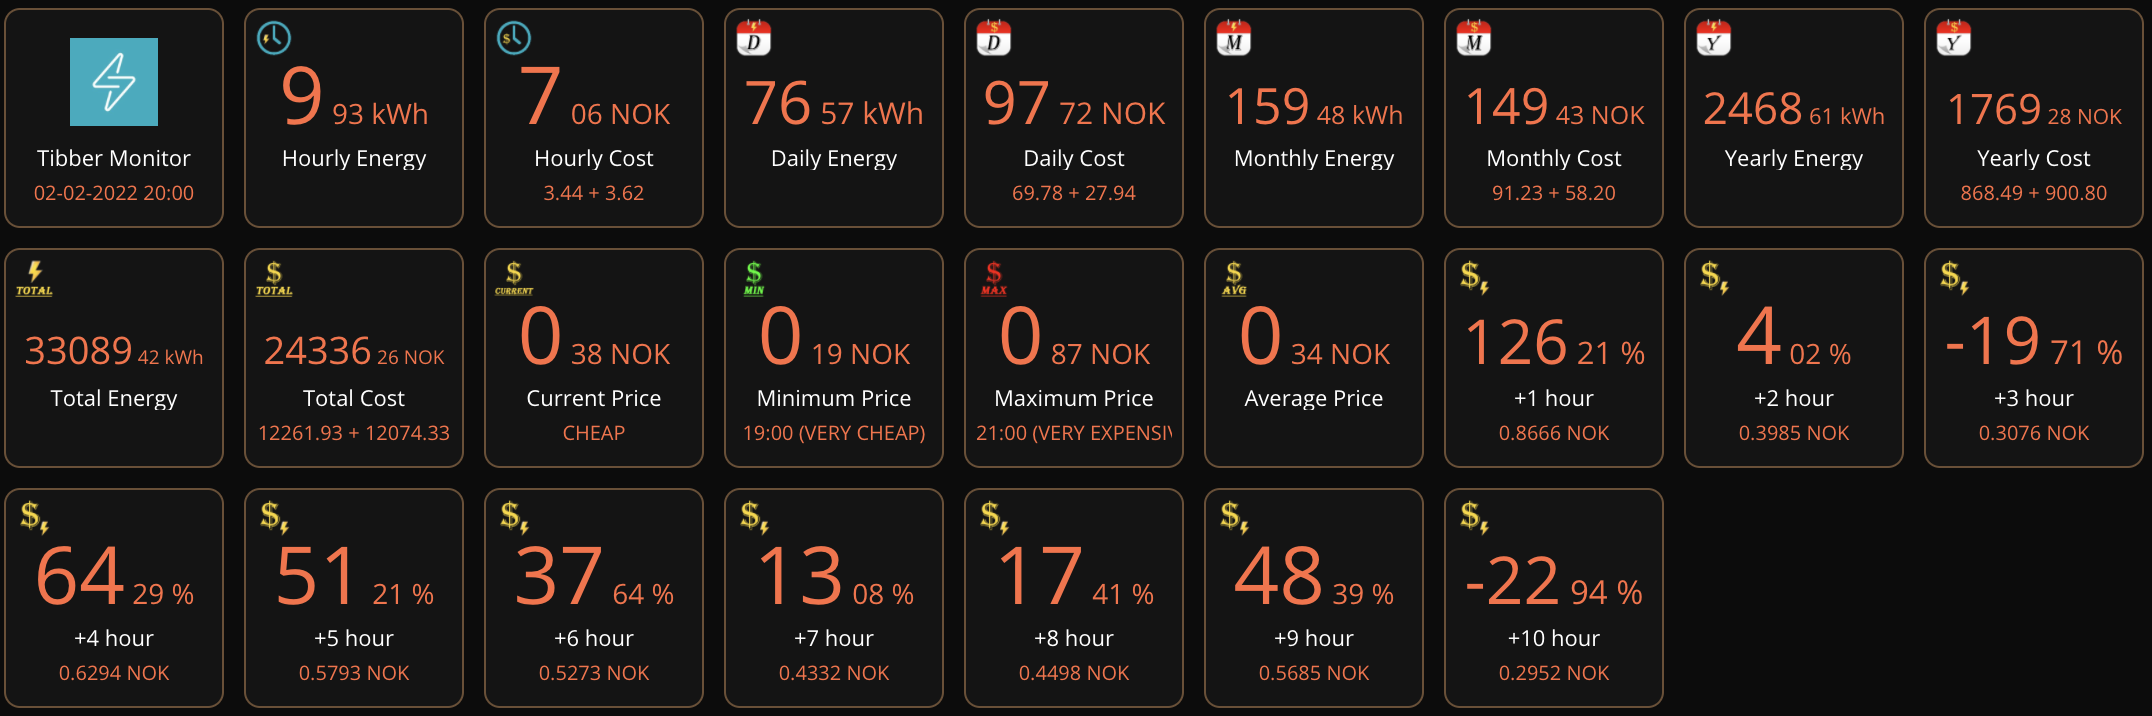 Tibber Monitor
02-02-2022 20:00
9 93 kWh
Hourly Energy
$
7 06 NOK
Hourly Cost
3.44 + 3.62
D
76 57 kWh
Daily Energy
$
D
97 72 NOK
Daily Cost
69.78 + 27.94
M
159 48 kWh
Monthly Energy
$
M
149 43 NOK
Monthly Cost
91.23 + 58.20
Y
2468 61 kWh
Yearly Energy
$
Y
1769 28 NOK
Yearly Cost
868.49 + 900.80
TOTAL
33089 42 kWh
Total Energy
$
TOTAL
24336 26 NOK
Total Cost
12261.93 + 12074.33
$
CURRENT
0 38 NOK
Current Price
CHEAP
$
MIN
0 19 NOK
Minimum Price
19:00 (VERY CHEAP)
$
MAX
0 87 NOK
Maximum Price
21:00 (VERY EXPENSIV
$
AVG
0 34 NOK
Average Price
$
126 21 %
+1 hour
0.8666 NOK
$
4 02 %
+2 hour
0.3985 NOK
$
-19 71 %
+3 hour
0.3076 NOK
$
64 29 %
+4 hour
0.6294 NOK
$
51 21 %
+5 hour
0.5793 NOK
$
37 64 %
+6 hour
0.5273 NOK
$
13 08 %
+7 hour
0.4332 NOK
$
17 41 %
+8 hour
0.4498 NOK
$
48 39 %
+9 hour
0.5685 NOK
$
-22 94 %
+10 hour
0.2952 NOK